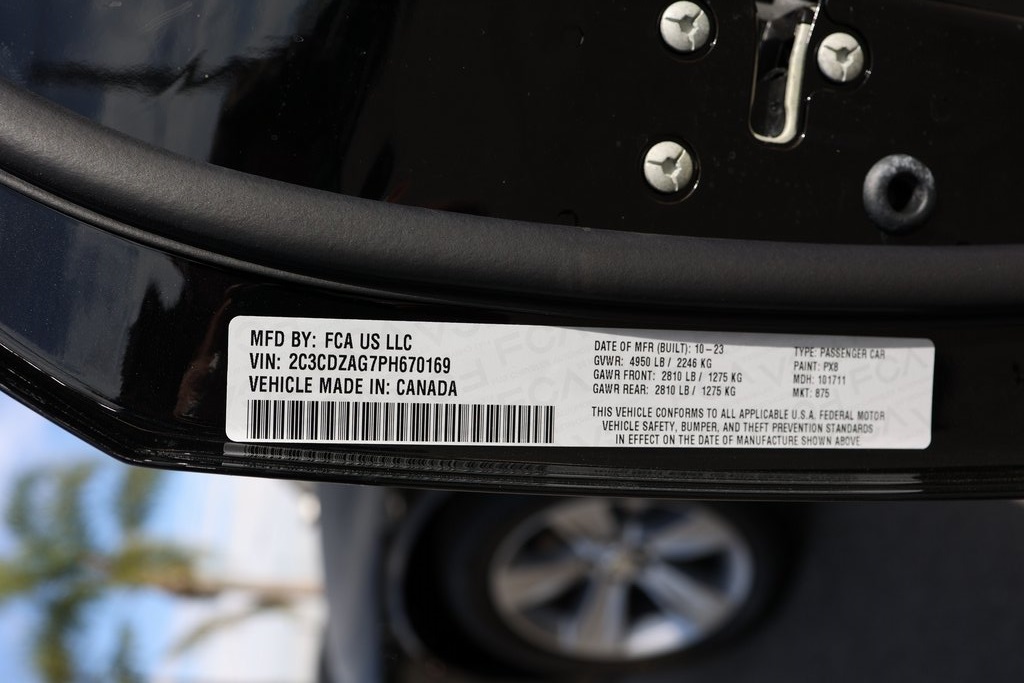 MFD BY: FCA US LLC
VIN: 2C3CDZAG7PH670169
VEHICLE MADE IN: CANADA
DATE OF MFR (BUILT): 10-23
GVWR: 4950 LB / 2246 KG
GAWR FRONT: 2810 LB / 1275 KG
GAWR REAR: 2810 LB / 1275 KG
TYPE: PASSENGER CAR
PAINT: PX8
MDH: 101711
MKT: 875
THIS VEHICLE CONFORMS TO ALL APPLICABLE U.S.A. FEDERAL MOTOR
VEHICLE SAFETY, BUMPER, AND THEFT PREVENTION STANDARDS
IN EFFECT ON THE DATE OF MANUFACTURE SHOWN ABOVE